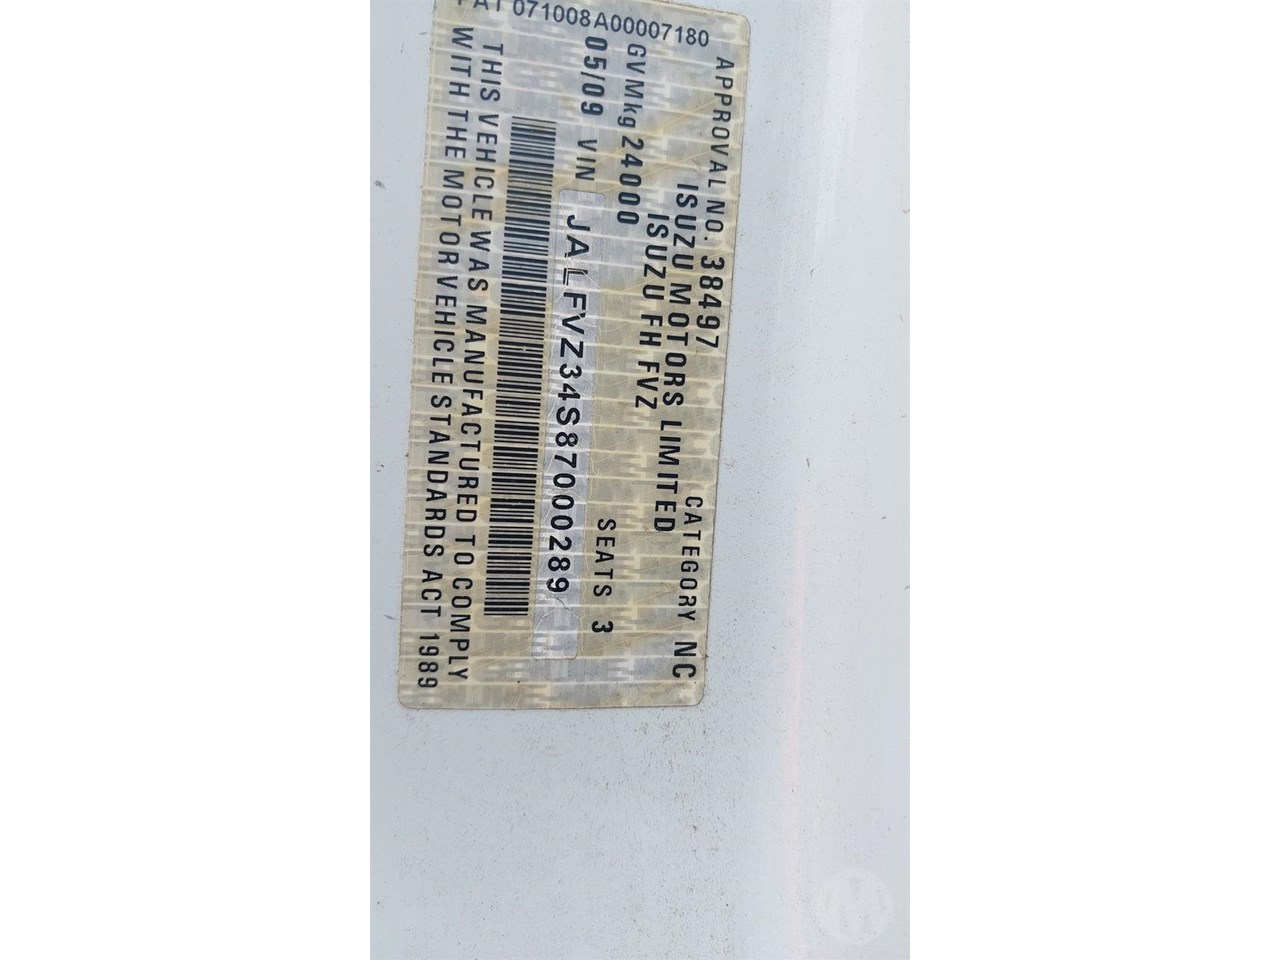 APPROVAL NO. 38497 CATEGORY NC
ISUZU MOTORS LIMITED
ISUZU FH FVZ
GVMkg 24000
05/09 VIN JALFVZ34S87000289 SEATS 3
THIS VEHICLE WAS MANUFACTURED TO COMPLY
WITH THE MOTOR VEHICLE STANDARDS ACT 1989
PAT 071008A00007180
M